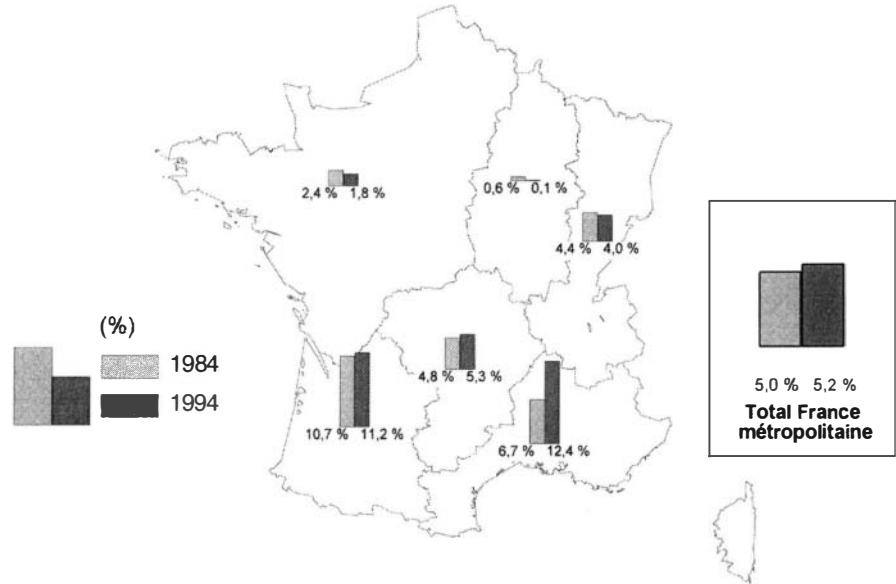 2,4 % 1,8 %
0,6 % 0,1 %
4,4 % 4,0 %
(%)
1984
1994
4,8 % 5,3 %
10,7 % 11,2 %
6,7 % 12,4 %
5,0 % 5,2 %
Total France
métropolitaine